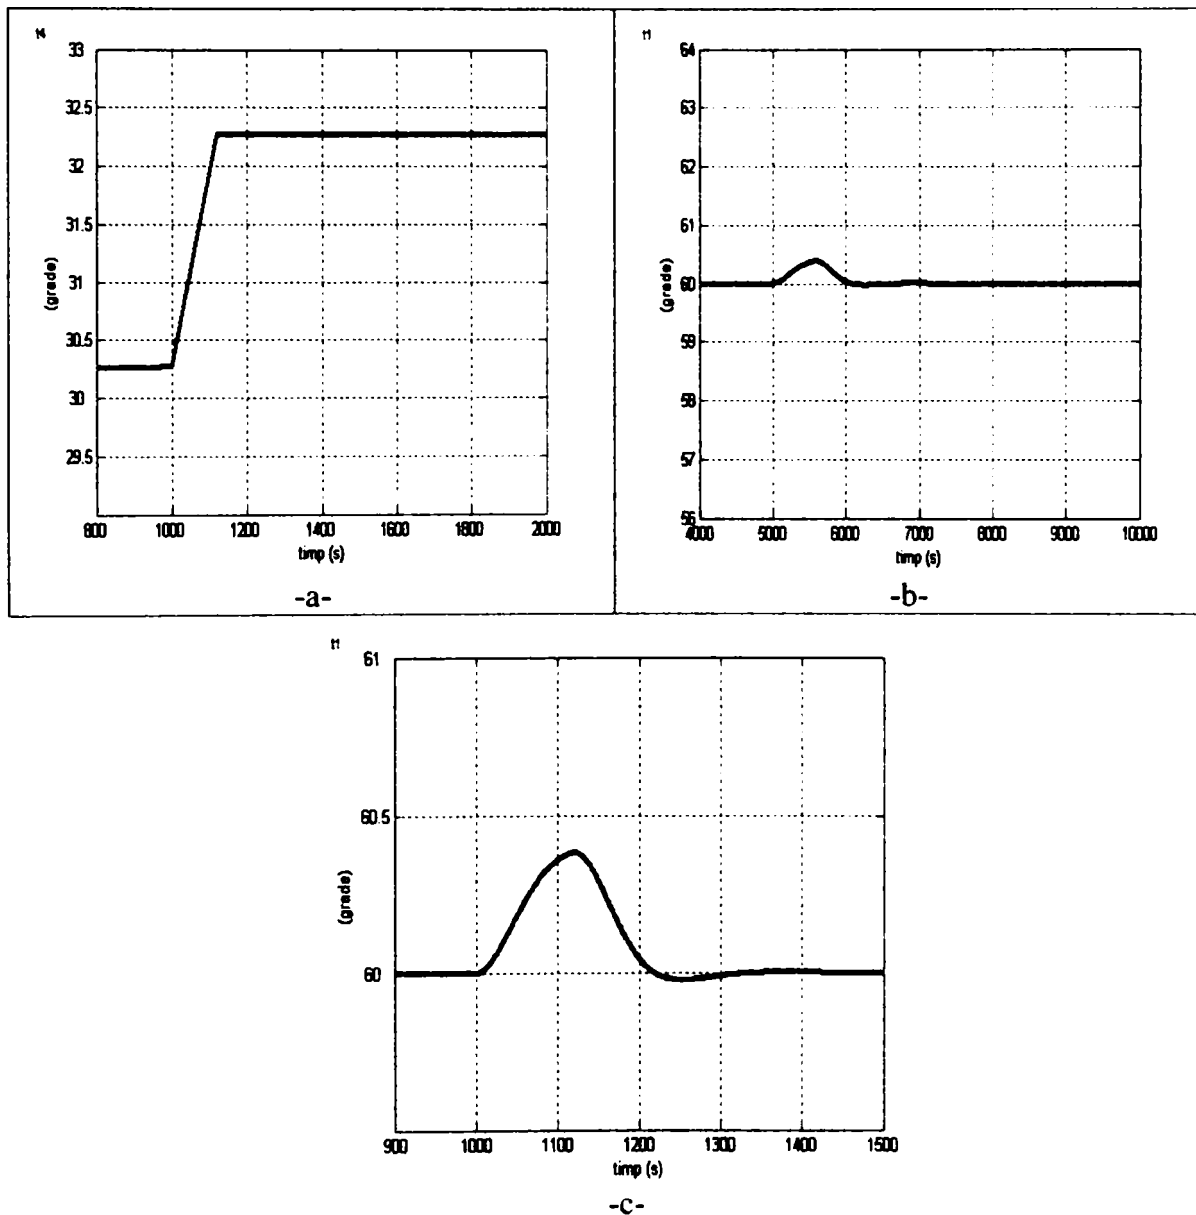 t4
33
32.5
32
31.5
31
30.5
30
29.5
(grade)
800 1000 1200 1400 1600 1800 2000
timp (s)
-a-
t1
64
63
62
61
60
59
58
57
56
(grade)
4000 5000 6000 7000 8000 9000 10000
timp (s)
-b-
t1
61
60.5
60
(grade)
900 1000 1100 1200 1300 1400 1500
timp (s)
-c-